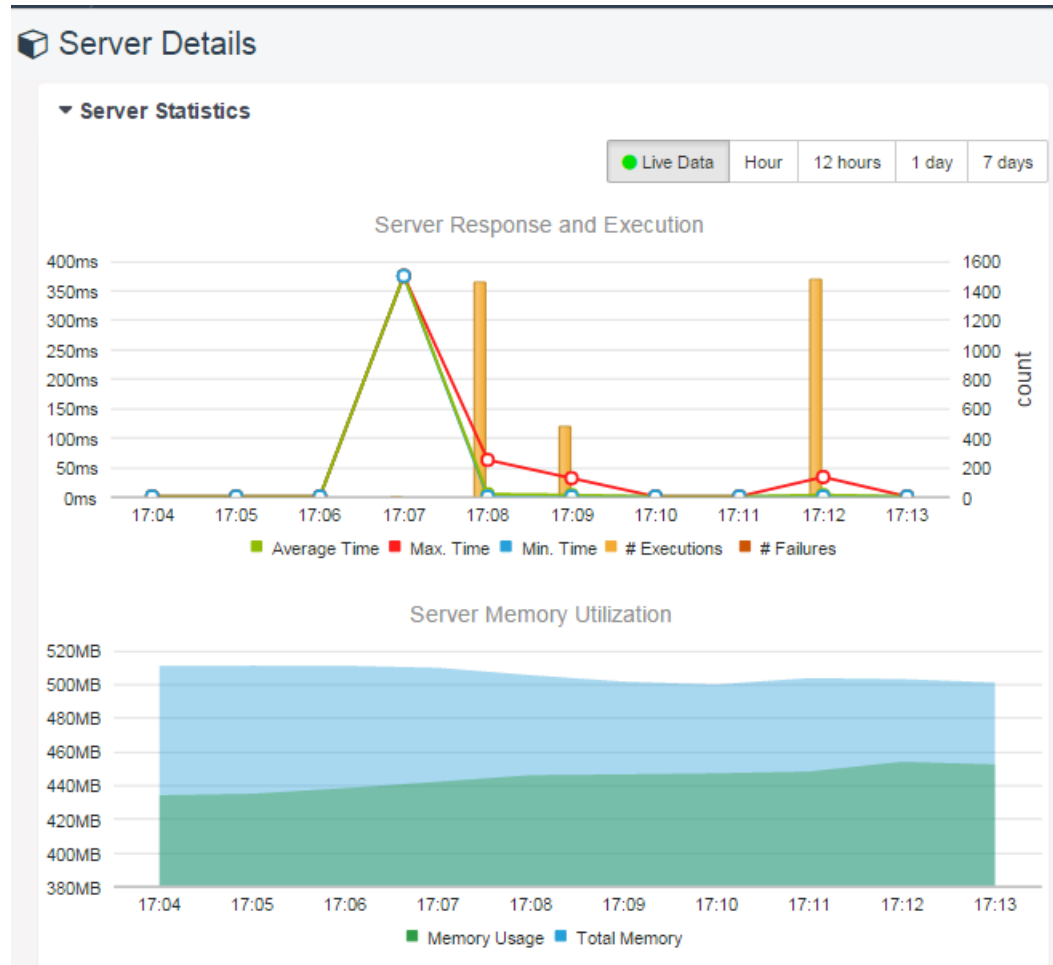 Server Details
Server Statistics
Live Data Hour 12 hours 1 day 7 days
Server Response and Execution
400ms 1600
350ms 1400
300ms 1200
250ms 1000
200ms 800
150ms 600
100ms 400
50ms 200
0ms 0
count
17:04 17:05 17:06 17:07 17:08 17:09 17:10 17:11 17:12 17:13
Average Time Max. Time Min. Time # Executions # Failures
Server Memory Utilization
520MB
500MB
480MB
460MB
440MB
420MB
400MB
380MB
17:04 17:05 17:06 17:07 17:08 17:09 17:10 17:11 17:12 17:13
Memory Usage Total Memory